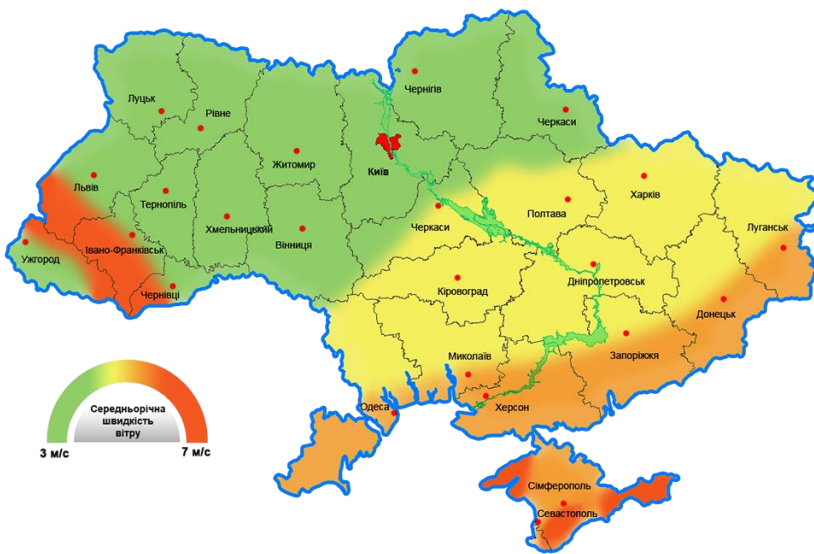 Чернігів
Луцьк
Рівне
Черкаси
Житомир
Київ
Львів
Тернопіль
Харків
Полтава
Хмельницький
Черкаси
Вінниця
Луганськ
Івано-Франківськ
Ужгород
Чернівці
Кіровоград
Дніпропетровськ
Донецьк
Миколаїв
Запоріжжя
Одеса
Херсон
Середньорічна
швидкість
вітру
3 м/с
7 м/с
Сімферополь
Севастополь